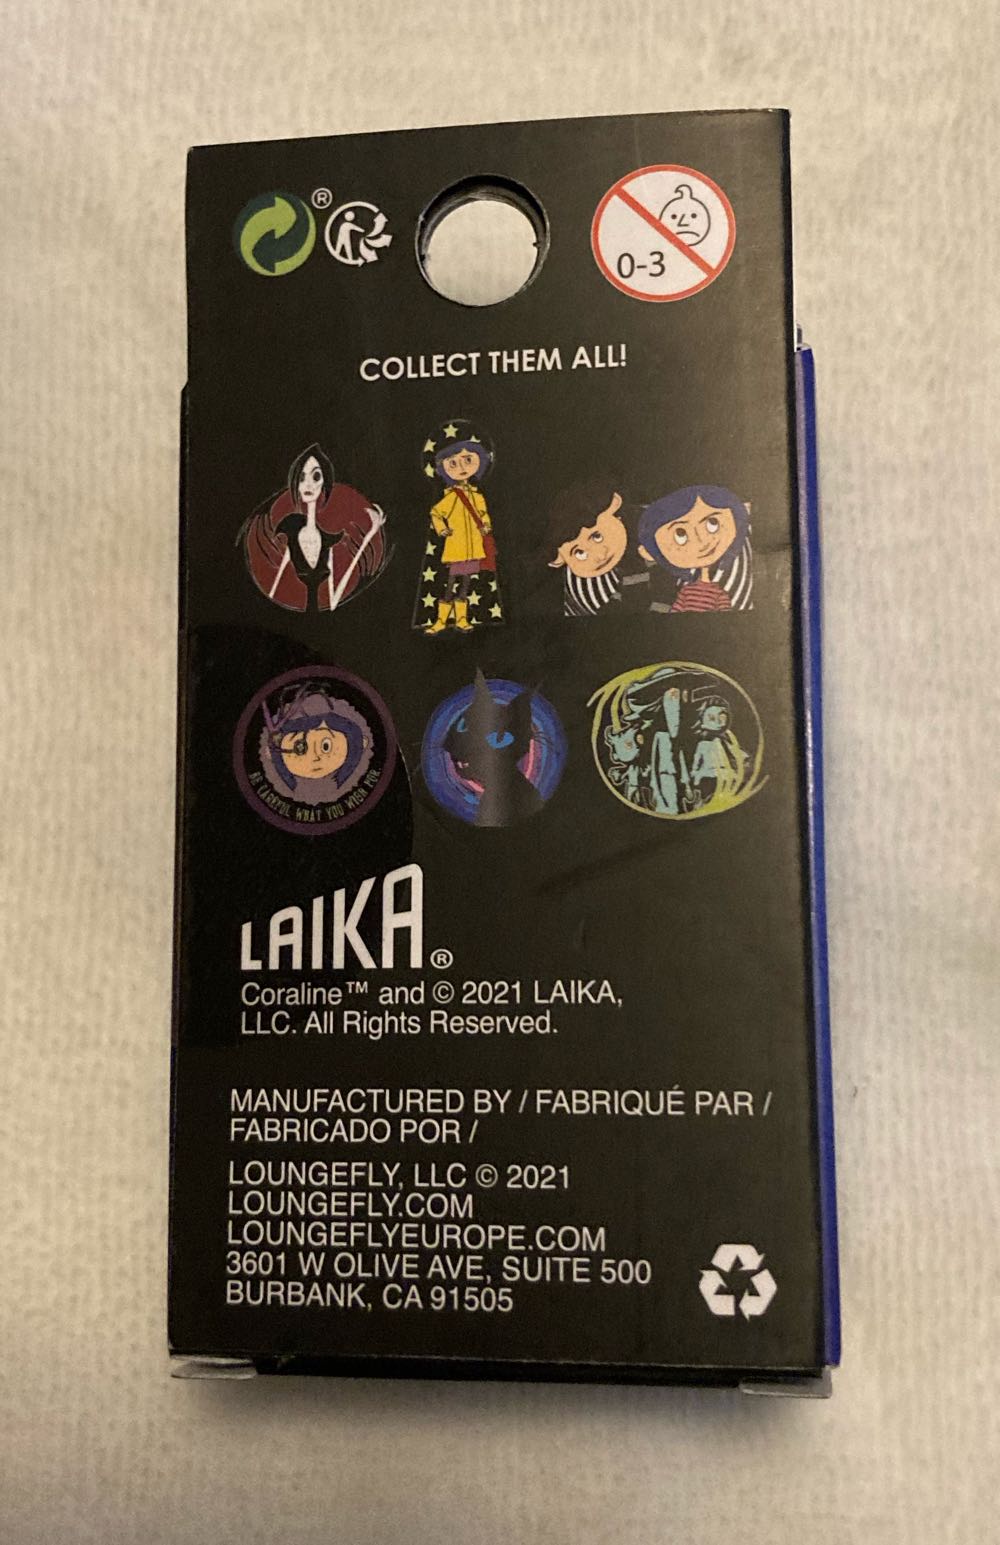 ®
0-3
COLLECT THEM ALL!
BE CAREFUL WHAT YOU WISH FOR.
LAIKA®
Coraline™ and © 2021 LAIKA,
LLC. All Rights Reserved.
MANUFACTURED BY / FABRIQUÉ PAR /
FABRICADO POR /
LOUNGEFLY, LLC © 2021
LOUNGEFLY.COM
LOUNGEFLYEUROPE.COM
3601 W OLIVE AVE, SUITE 500
BURBANK, CA 91505